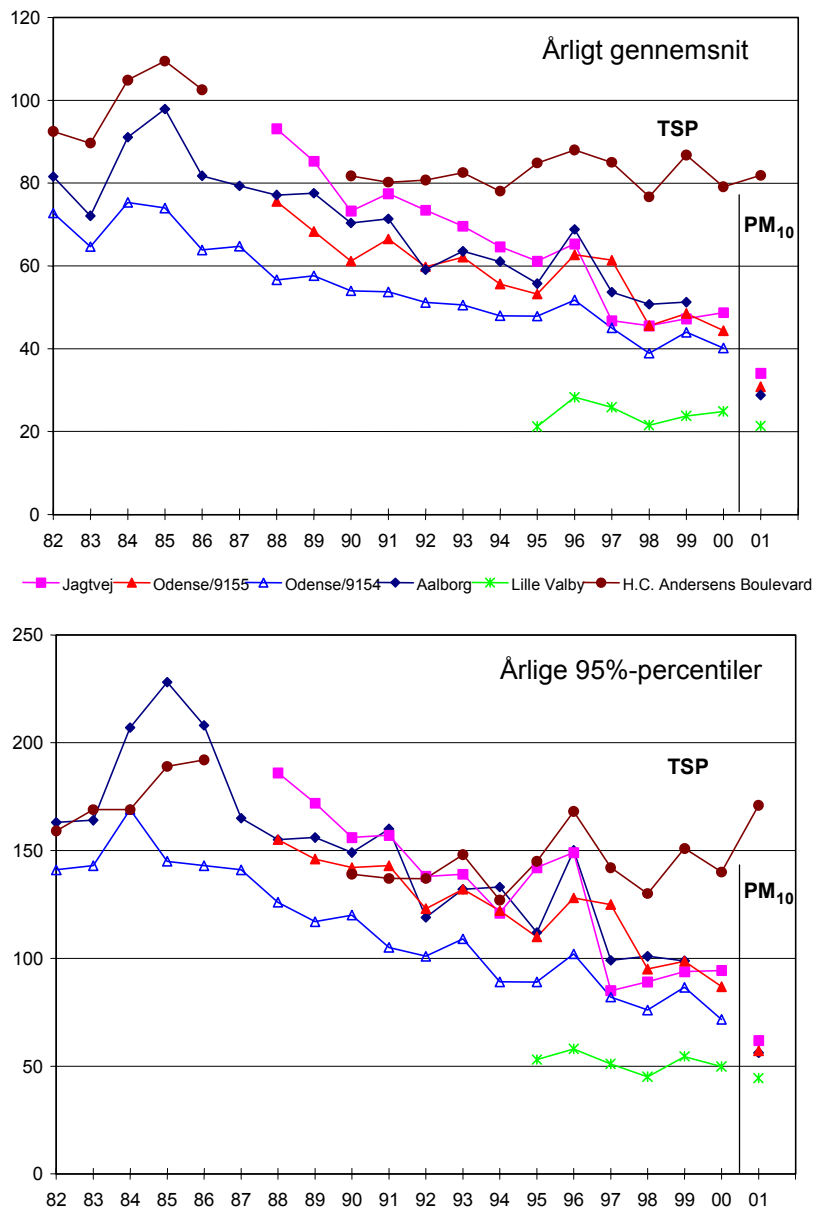 120
Årligt gennemsnit
100
TSP
80
PM10
60
40
20
0
82 83 84 85 86 87 88 89 90 91 92 93 94 95 96 97 98 99 00 01
Jagtvej Odense/9155 Odense/9154 Aalborg Lille Valby H.C. Andersens Boulevard
250
Årlige 95%-percentiler
200
TSP
150
PM10
100
50
0
82 83 84 85 86 87 88 89 90 91 92 93 94 95 96 97 98 99 00 01